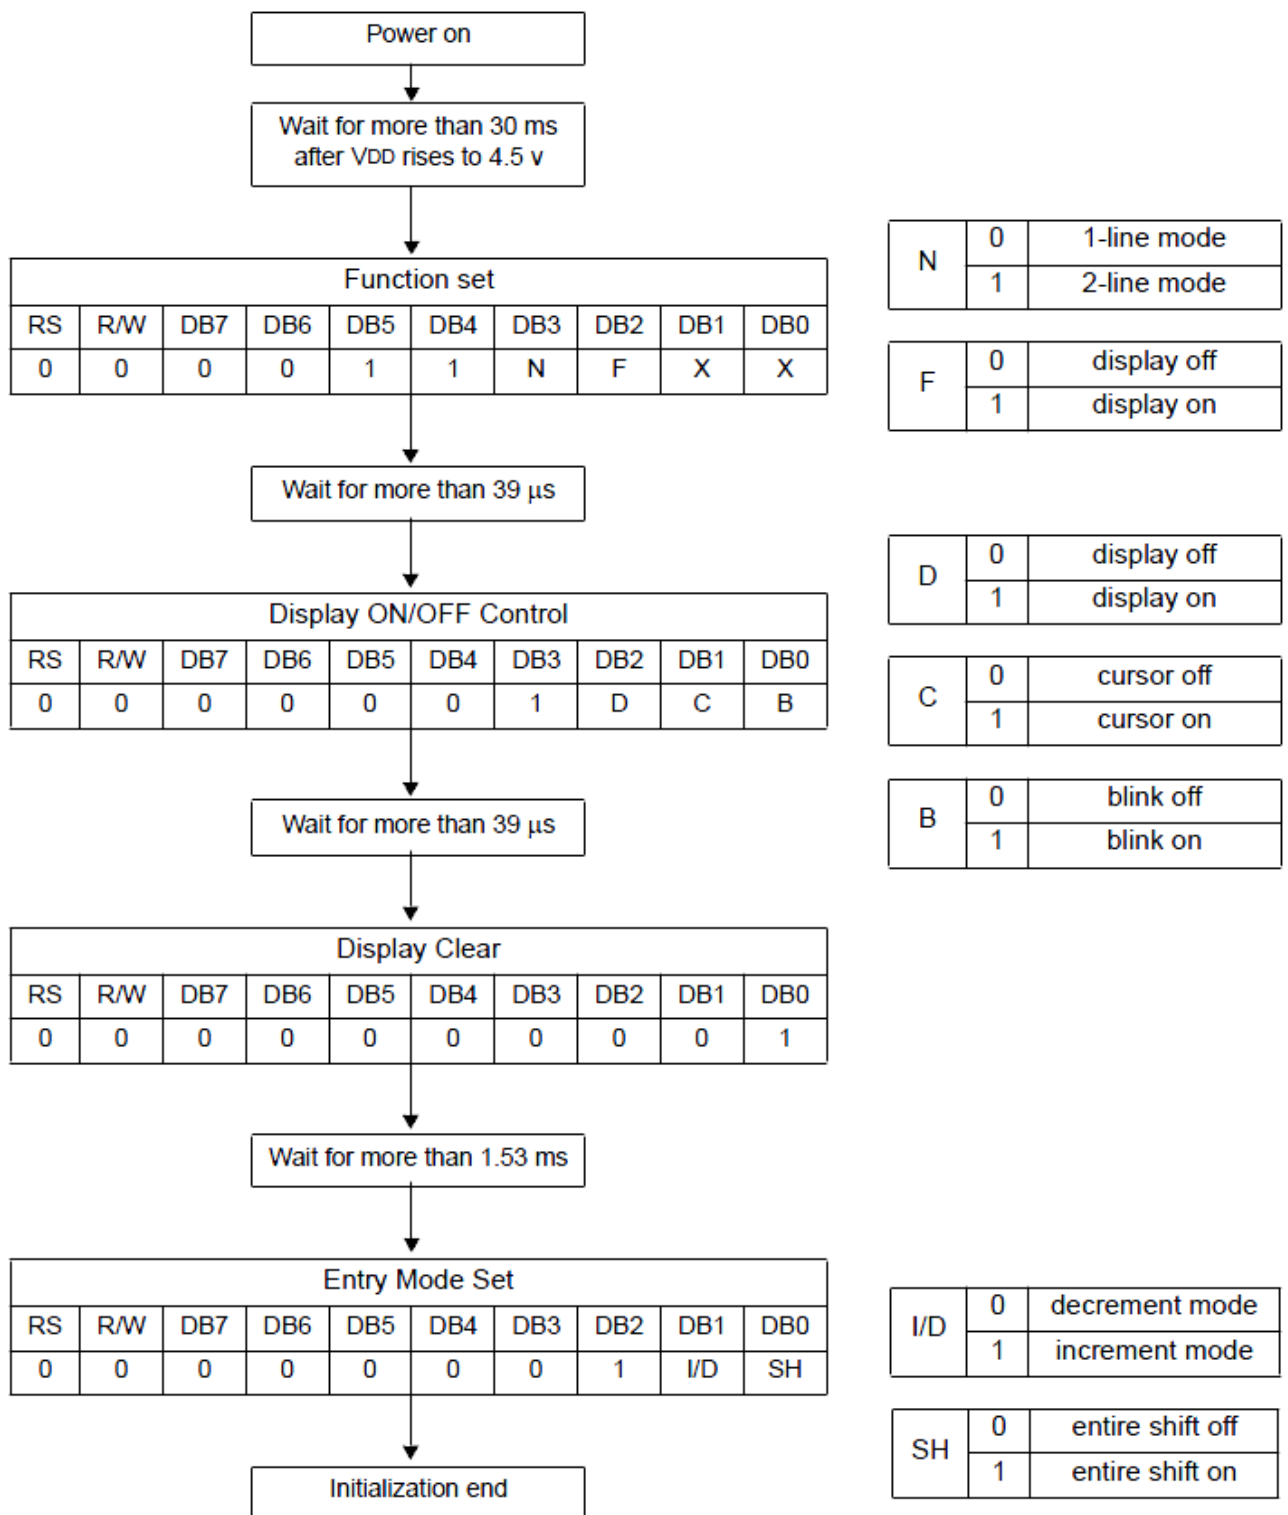 Power on
Wait for more than 30 ms
after VDD rises to 4.5 v
Function set
RS R/W DB7 DB6 DB5 DB4 DB3 DB2 DB1 DB0
0 0 0 0 1 1 N F X X
N 0 1-line mode
1 2-line mode
F 0 display off
1 display on
Wait for more than 39 μs
Display ON/OFF Control
RS R/W DB7 DB6 DB5 DB4 DB3 DB2 DB1 DB0
0 0 0 0 0 0 1 D C B
D 0 display off
1 display on
C 0 cursor off
1 cursor on
B 0 blink off
1 blink on
Wait for more than 39 μs
Display Clear
RS R/W DB7 DB6 DB5 DB4 DB3 DB2 DB1 DB0
0 0 0 0 0 0 0 0 0 1
Wait for more than 1.53 ms
Entry Mode Set
RS R/W DB7 DB6 DB5 DB4 DB3 DB2 DB1 DB0
0 0 0 0 0 0 0 1 I/D SH
I/D 0 decrement mode
1 increment mode
SH 0 entire shift off
1 entire shift on
Initialization end